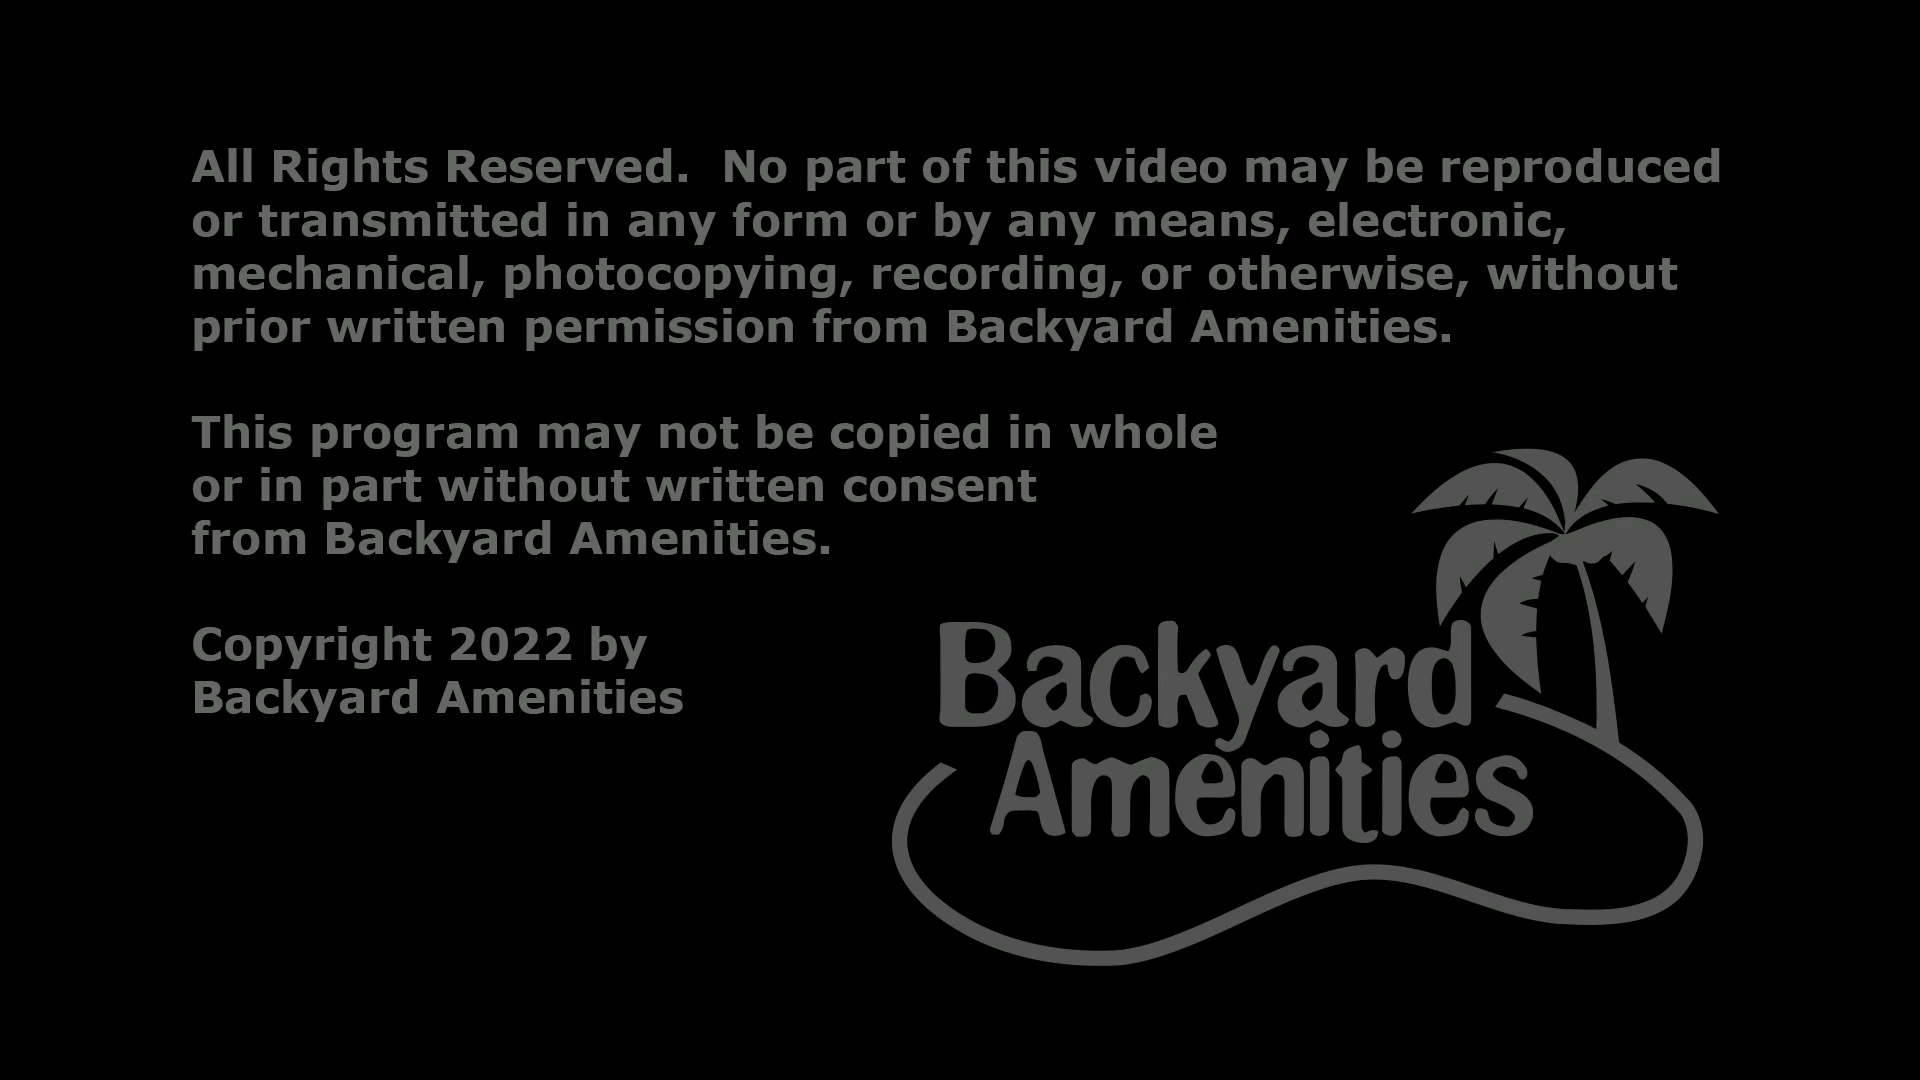 All Rights Reserved.  No part of this video may be reproduced
or transmitted in any form or by any means, electronic,
mechanical, photocopying, recording, or otherwise, without
prior written permission from Backyard Amenities.
This program may not be copied in whole
or in part without written consent
from Backyard Amenities.
Copyright 2022 by
Backyard Amenities
Backyard
Amenities